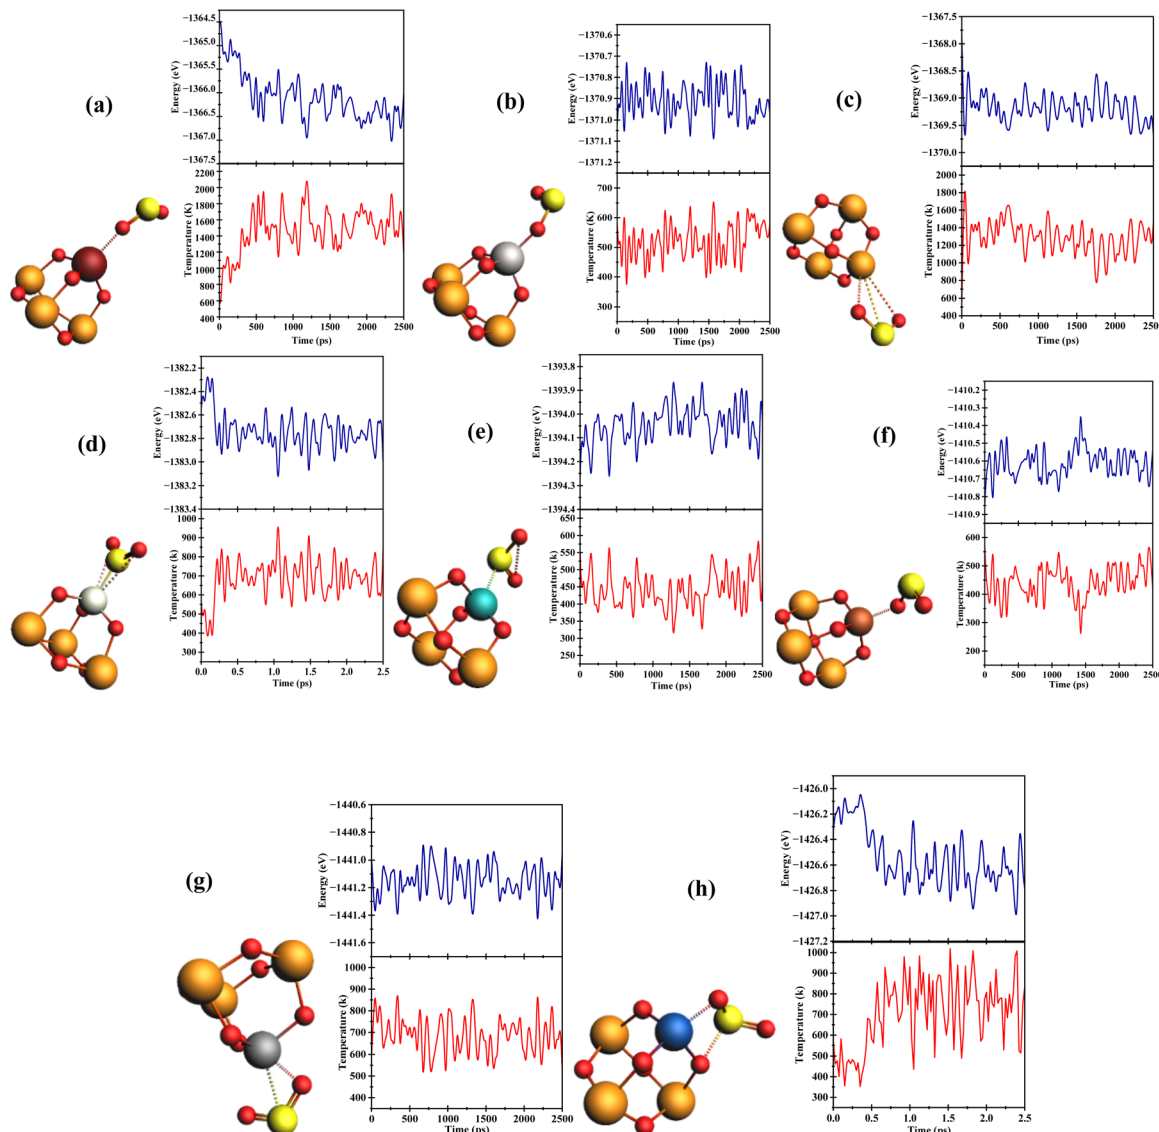 (a)
Energy (eV)
−1364.5
−1365.0
−1365.5
−1366.0
−1366.5
−1367.0
−1367.5
Temperature (k)
2200
2000
1800
1600
1400
1200
1000
800
600
400
0 500 1000 1500 2000 2500
Time (ps)
(b)
Energy (eV)
−1370.6
−1370.8
−1370.9
−1371.0
−1371.2
Temperature (K)
700
600
500
400
300
0 500 1000 1500 2000 2500
Time (ps)
(c)
Energy (eV)
−1367.5
−1368.0
−1368.5
−1369.0
−1369.5
−1370.0
Temperature (k)
2000
1800
1600
1400
1200
1000
800
600
400
0 500 1000 1500 2000 2500
Time (ps)
(d)
Energy (eV)
−1382.2
−1382.4
−1382.6
−1382.8
−1383.0
−1383.2
−1383.4
Temperature (k)
1000
900
800
700
600
500
400
300
0.0 0.5 1.0 1.5 2.0 2.5
Time (ps)
(e)
Energy (eV)
−1393.8
−1393.9
−1394.0
−1394.1
−1394.2
−1394.3
−1394.4
Temperature (k)
650
600
550
500
450
400
350
300
250
0 500 1000 1500 2000 2500
Time (ps)
(f)
Energy (eV)
−1410.2
−1410.3
−1410.5
−1410.6
−1410.7
−1410.8
−1410.9
Temperature (k)
600
500
400
300
200
0 500 1000 1500 2000 2500
Time (ps)
(g)
Energy (eV)
−1440.6
−1440.8
−1441.0
−1441.2
−1441.4
−1441.6
Temperature (k)
1000
900
800
700
600
500
400
0 500 1000 1500 2000 2500
Time (ps)
(h)
Energy (eV)
−1426.0
−1426.2
−1426.4
−1426.6
−1426.8
−1427.0
−1427.2
Temperature (k)
1000
900
800
700
600
500
400
300
0.0 0.5 1.0 1.5 2.0 2.5
Time (ps)